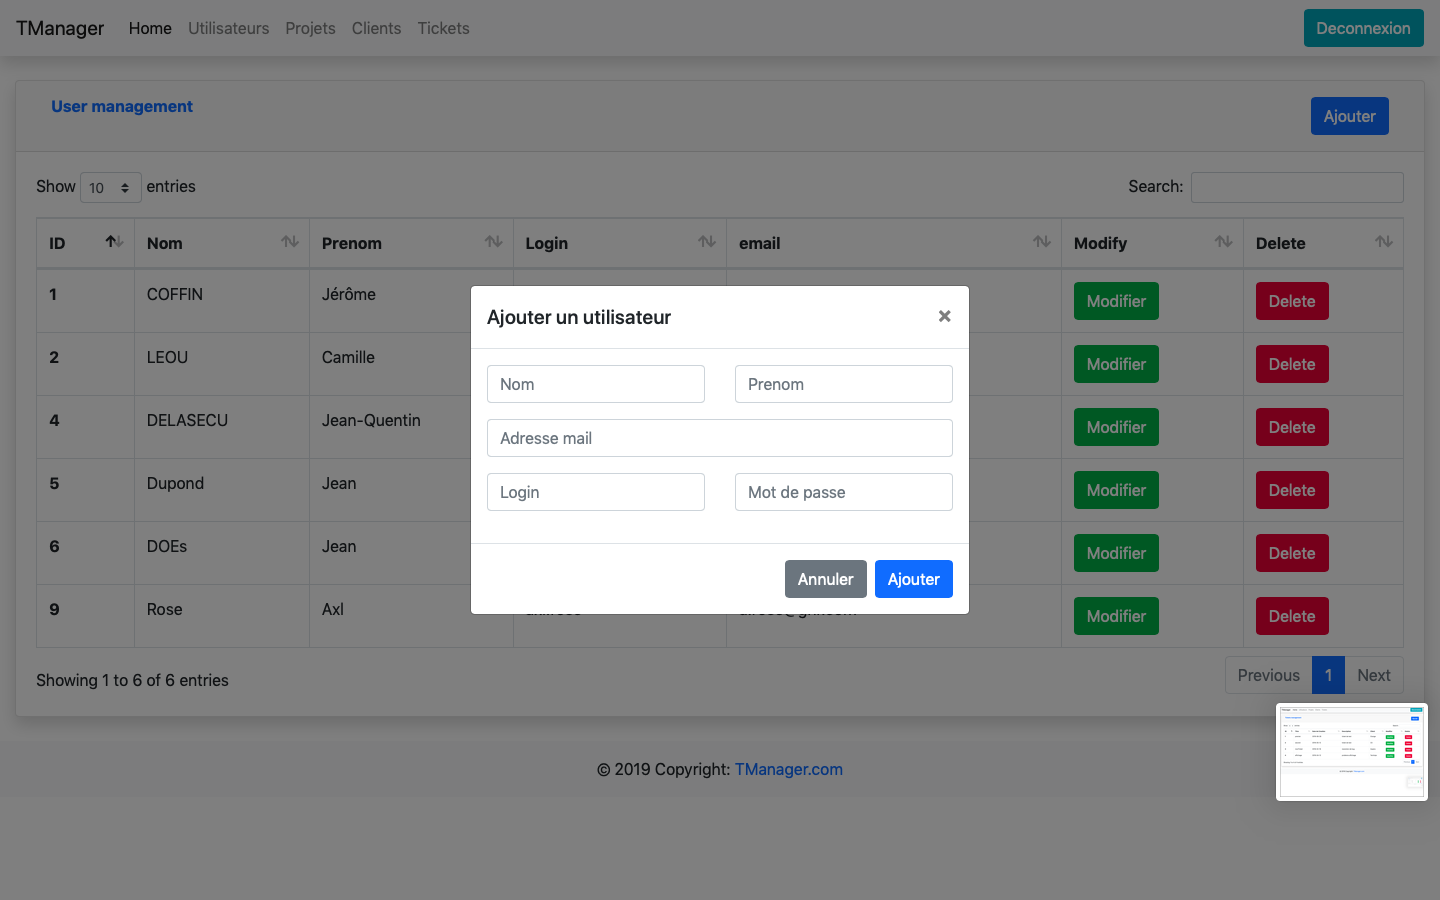 TManager Home Utilisateurs Projets Clients Tickets Deconnexion
User management
Ajouter
Show 10 entries Search:
ID Nom Prenom Login email Modify Delete
1 COFFIN Jérôme Modifier Delete
2 LEOU Camille Modifier Delete
4 DELASECU Jean-Quentin Modifier Delete
5 Dupond Jean Modifier Delete
6 DOEs Jean Modifier Delete
9 Rose Axl Modifier Delete
Ajouter un utilisateur ×
Nom Prenom
Adresse mail
Login Mot de passe
Annuler Ajouter
Showing 1 to 6 of 6 entries
Previous 1 Next
© 2019 Copyright: TManager.com